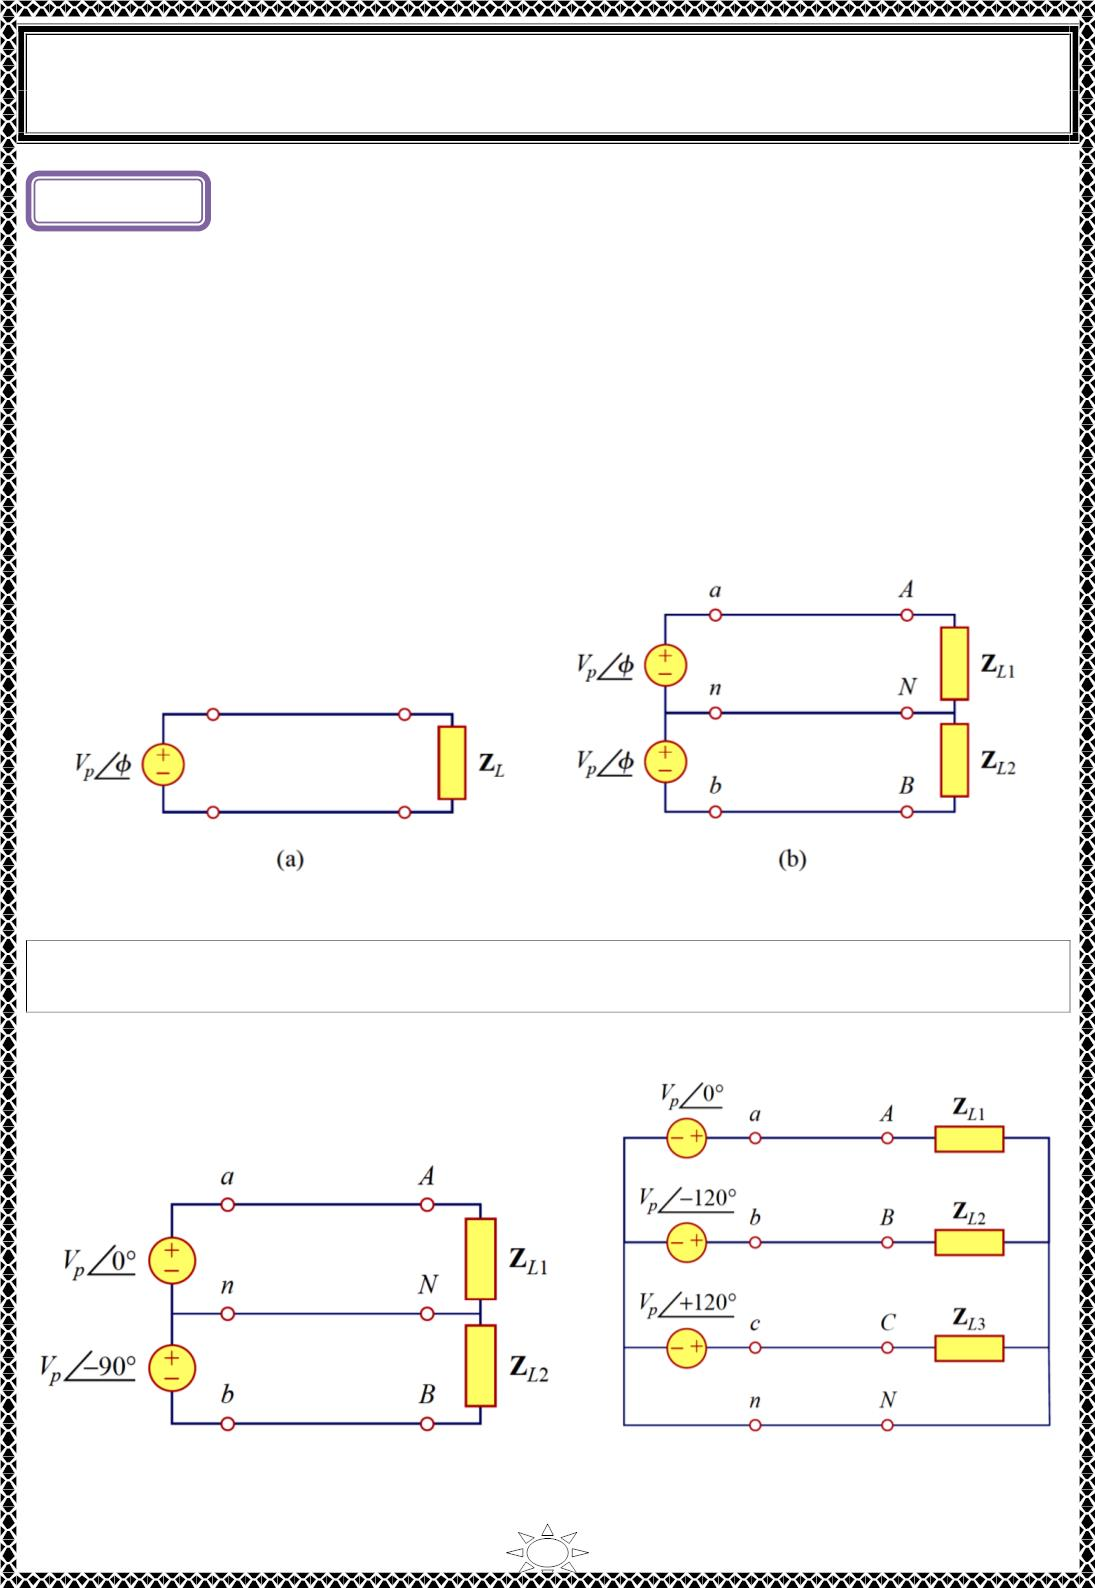 a A
V_p∠ϕ + − Z_L1
n N
V_p∠ϕ + − Z_L
V_p∠ϕ + − Z_L2
b B
(a) (b)
V_p∠0° a A Z_L1
− +
a A
V_p∠−120° b B Z_L2
− +
V_p∠0° + − Z_L1
n N
V_p∠+120° c C Z_L3
− +
V_p∠−90° + − Z_L2
b B
n N